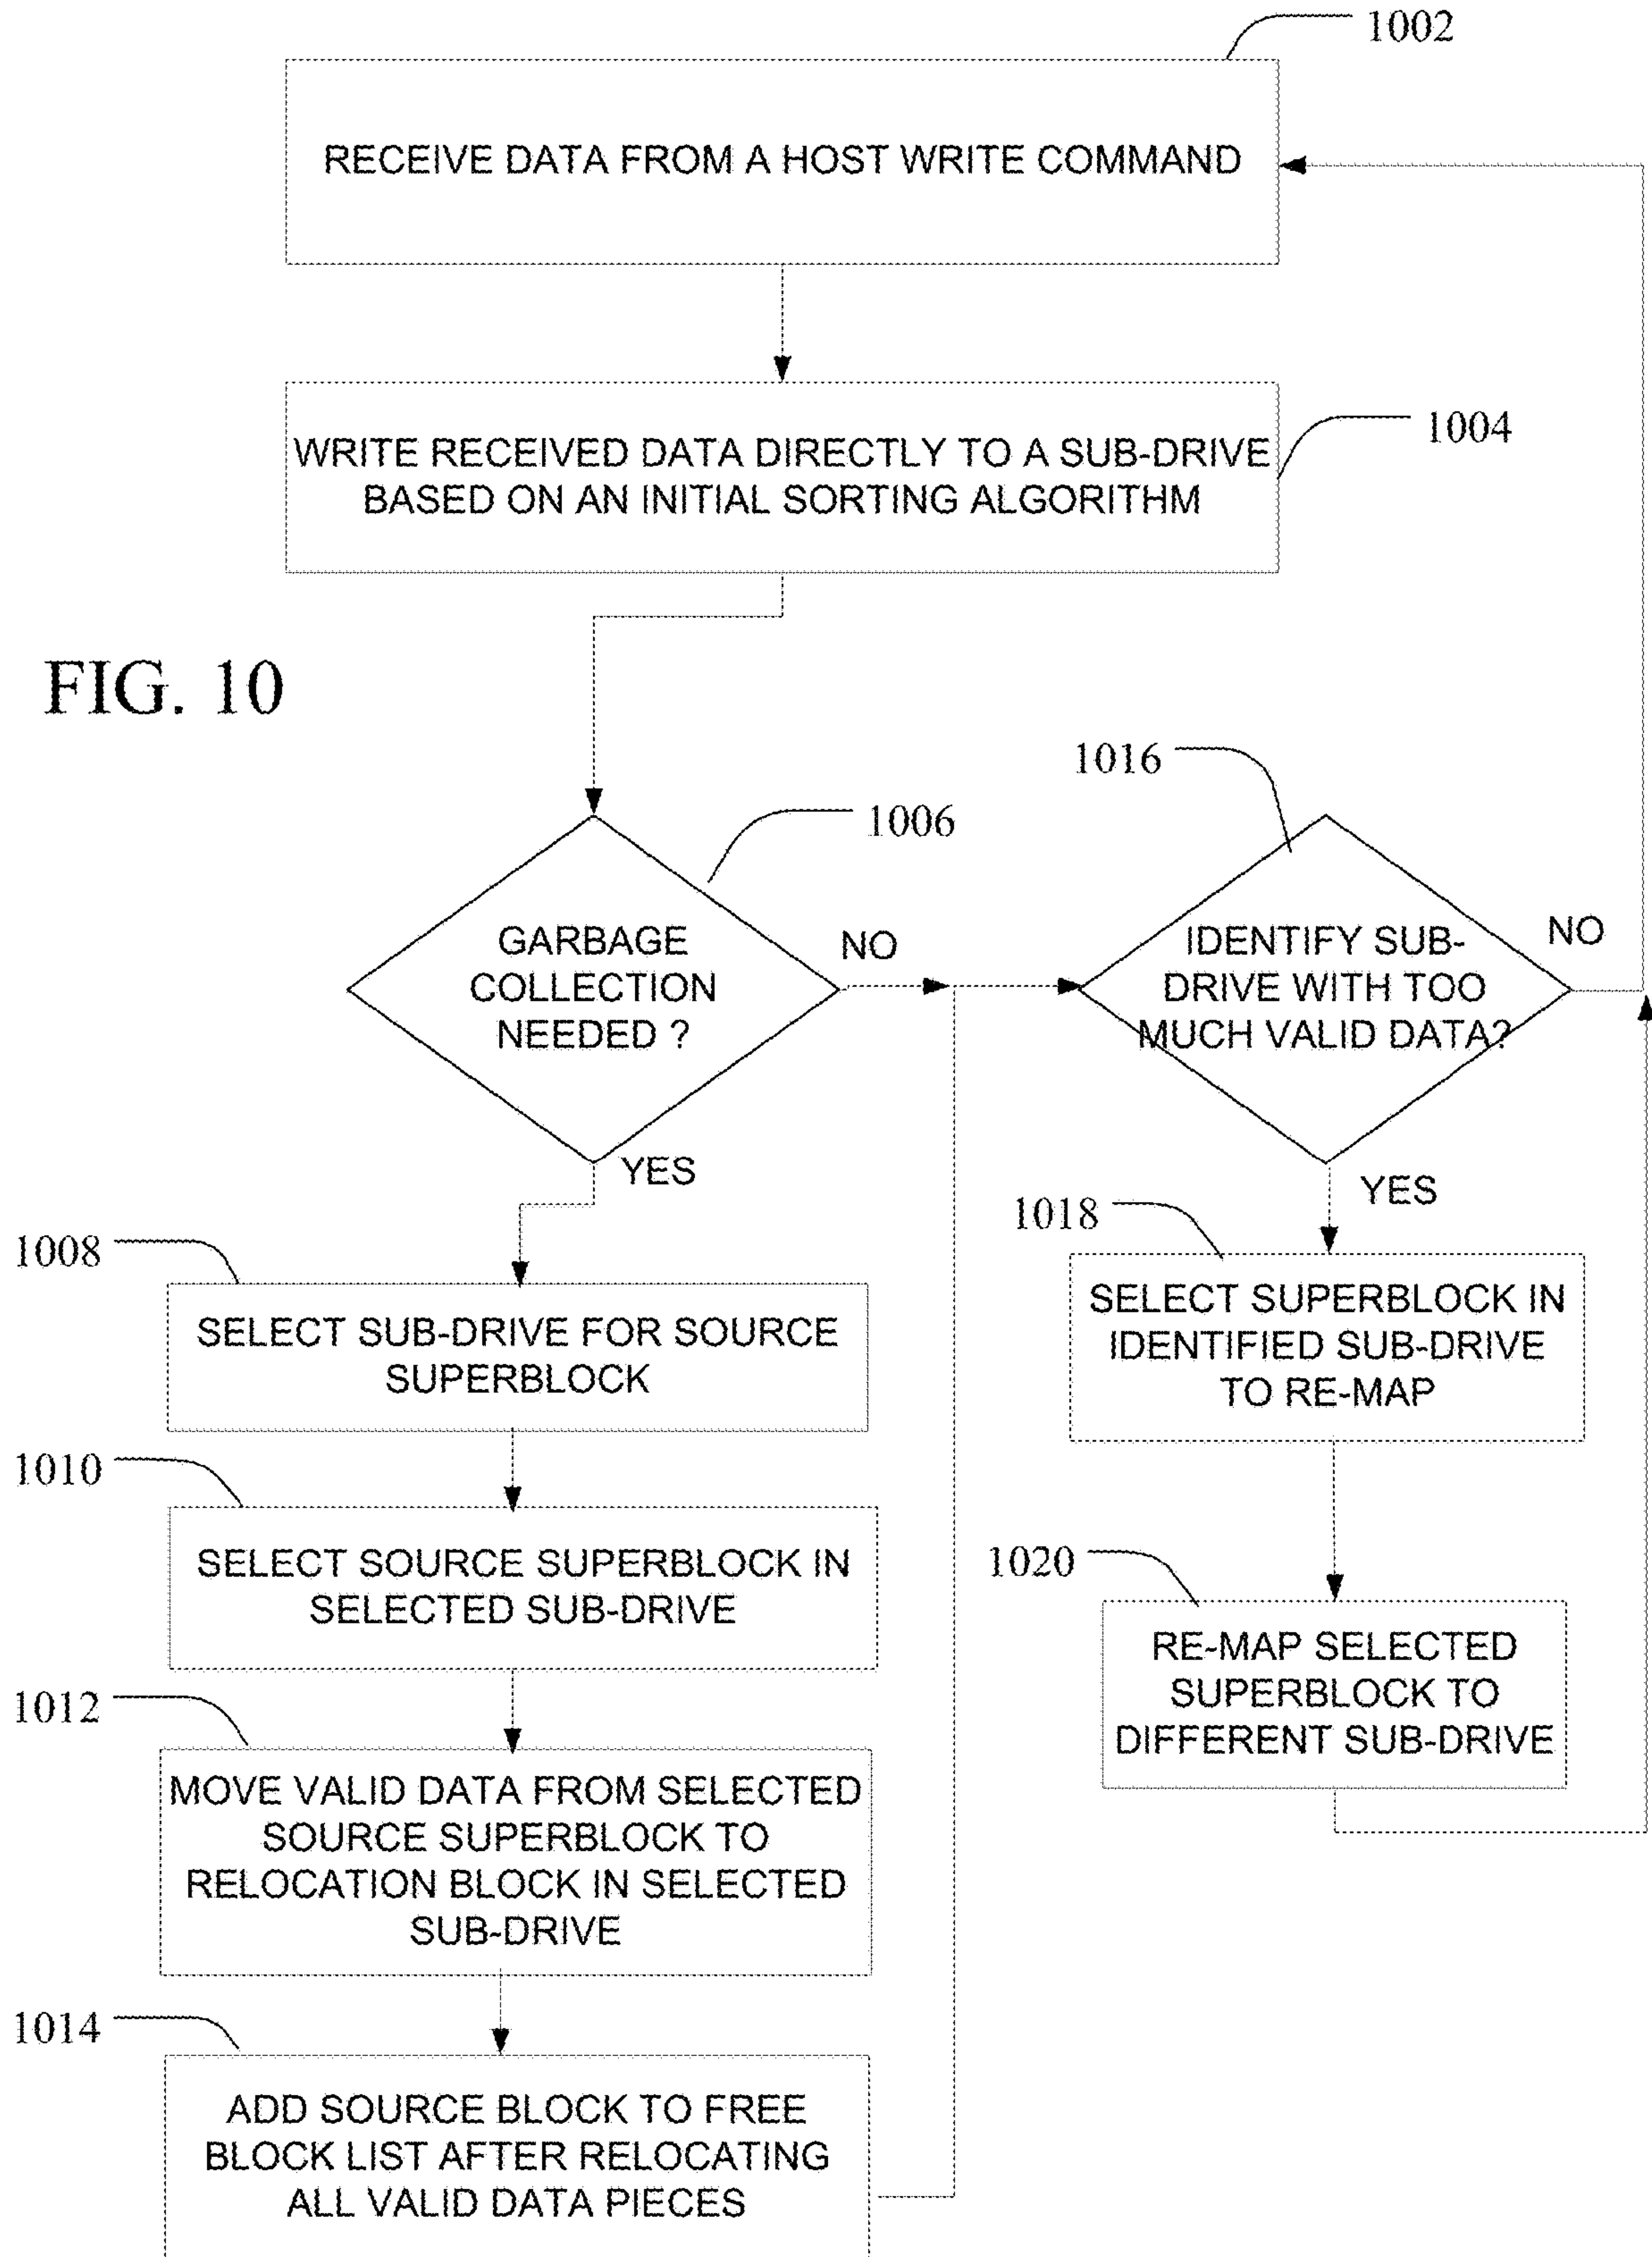 1002
RECEIVE DATA FROM A HOST WRITE COMMAND
1004
WRITE RECEIVED DATA DIRECTLY TO A SUB-DRIVE
BASED ON AN INITIAL SORTING ALGORITHM
FIG. 10
1006
GARBAGE
COLLECTION
NEEDED ?
NO
YES
1016
IDENTIFY SUB-
DRIVE WITH TOO
MUCH VALID DATA?
NO
YES
1008
SELECT SUB-DRIVE FOR SOURCE
SUPERBLOCK
1010
SELECT SOURCE SUPERBLOCK IN
SELECTED SUB-DRIVE
1012
MOVE VALID DATA FROM SELECTED
SOURCE SUPERBLOCK TO
RELOCATION BLOCK IN SELECTED
SUB-DRIVE
1014
ADD SOURCE BLOCK TO FREE
BLOCK LIST AFTER RELOCATING
ALL VALID DATA PIECES
1018
SELECT SUPERBLOCK IN
IDENTIFIED SUB-DRIVE
TO RE-MAP
1020
RE-MAP SELECTED
SUPERBLOCK TO
DIFFERENT SUB-DRIVE